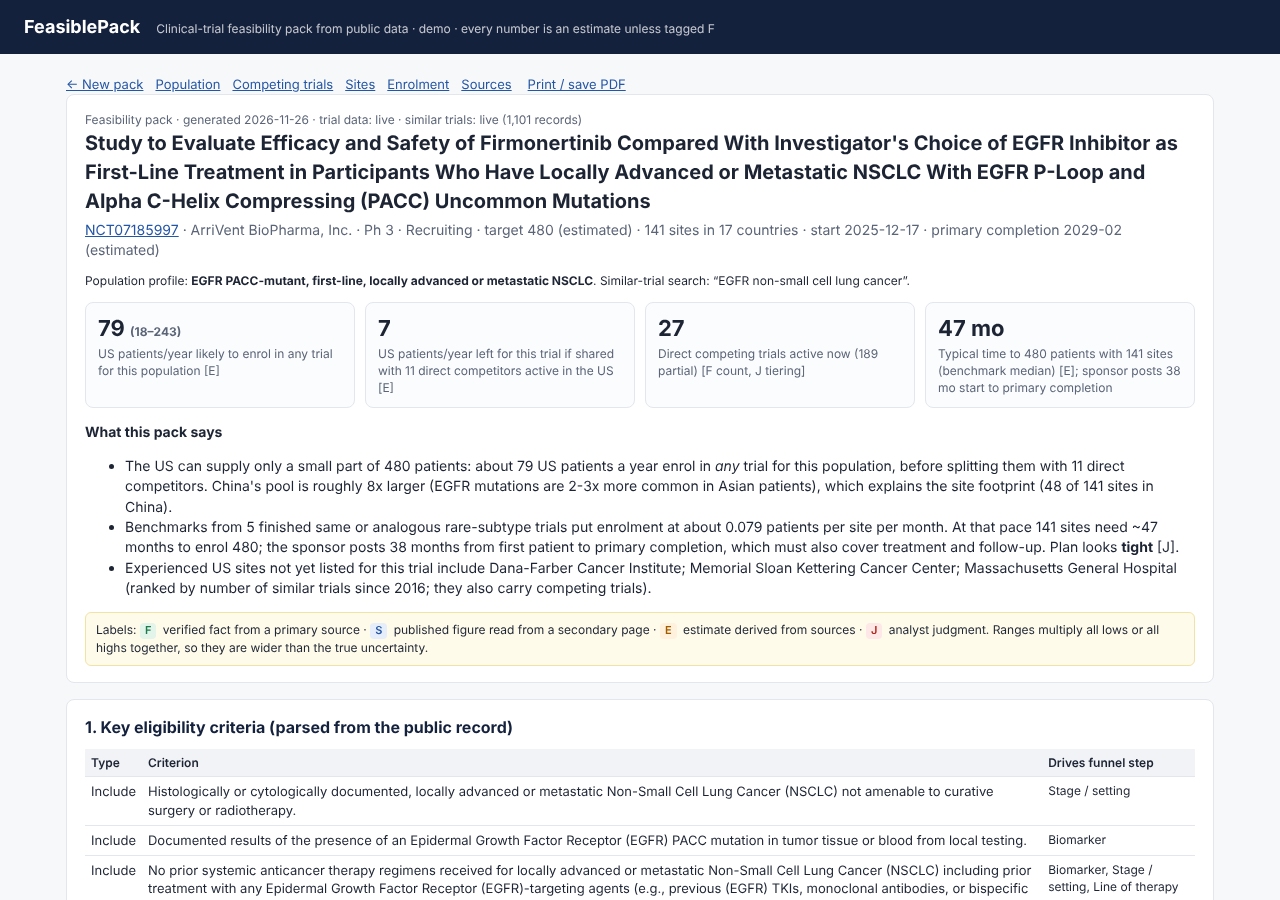 FeasiblePack Clinical-trial feasibility pack from public data · demo · every number is an estimate unless tagged F
← New pack Population Competing trials Sites Enrolment Sources Print / save PDF
Feasibility pack · generated 2026-11-26 · trial data: live · similar trials: live (1,101 records)
Study to Evaluate Efficacy and Safety of Firmonertinib Compared With Investigator's Choice of EGFR Inhibitor as
First-Line Treatment in Participants Who Have Locally Advanced or Metastatic NSCLC With EGFR P-Loop and
Alpha C-Helix Compressing (PACC) Uncommon Mutations
NCT07185997 · ArriVent BioPharma, Inc. · Ph 3 · Recruiting · target 480 (estimated) · 141 sites in 17 countries · start 2025-12-17 · primary completion 2029-02
(estimated)
Population profile: EGFR PACC-mutant, first-line, locally advanced or metastatic NSCLC. Similar-trial search: “EGFR non-small cell lung cancer”.
79 (18–243)
US patients/year likely to enrol in any trial
for this population [E]
7
US patients/year left for this trial if shared
with 11 direct competitors active in the US
[E]
27
Direct competing trials active now (189
partial) [F count, J tiering]
47 mo
Typical time to 480 patients with 141 sites
(benchmark median) [E]; sponsor posts 38
mo start to primary completion
What this pack says
• The US can supply only a small part of 480 patients: about 79 US patients a year enrol in any trial for this population, before splitting them with 11 direct
competitors. China's pool is roughly 8x larger (EGFR mutations are 2-3x more common in Asian patients), which explains the site footprint (48 of 141 sites in
China).
• Benchmarks from 5 finished same or analogous rare-subtype trials put enrolment at about 0.079 patients per site per month. At that pace 141 sites need ~47
months to enrol 480; the sponsor posts 38 months from first patient to primary completion, which must also cover treatment and follow-up. Plan looks tight [J].
• Experienced US sites not yet listed for this trial include Dana-Farber Cancer Institute; Memorial Sloan Kettering Cancer Center; Massachusetts General Hospital
(ranked by number of similar trials since 2016; they also carry competing trials).
Labels: F verified fact from a primary source · S published figure read from a secondary page · E estimate derived from sources · J analyst judgment. Ranges multiply all lows or all
highs together, so they are wider than the true uncertainty.
1. Key eligibility criteria (parsed from the public record)
Type Criterion Drives funnel step
Include Histologically or cytologically documented, locally advanced or metastatic Non-Small Cell Lung Cancer (NSCLC) not amenable to curative
surgery or radiotherapy.
Stage / setting
Include Documented results of the presence of an Epidermal Growth Factor Receptor (EGFR) PACC mutation in tumor tissue or blood from local testing. Biomarker
Include No prior systemic anticancer therapy regimens received for locally advanced or metastatic Non-Small Cell Lung Cancer (NSCLC) including prior
treatment with any Epidermal Growth Factor Receptor (EGFR)-targeting agents (e.g., previous (EGFR) TKIs, monoclonal antibodies, or bispecific
Biomarker, Stage /
setting, Line of therapy